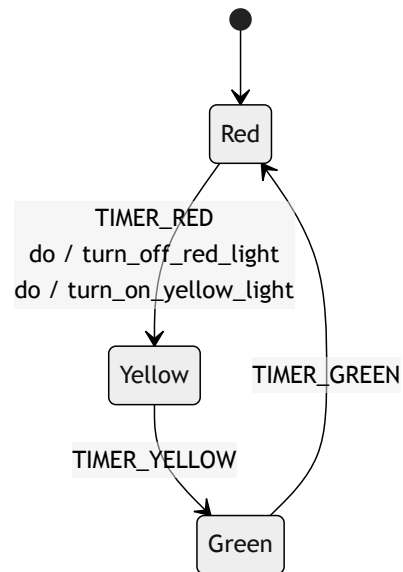 Red
TIMER_RED
do / turn_off_red_light
do / turn_on_yellow_light
Yellow
TIMER_GREEN
TIMER_YELLOW
Green